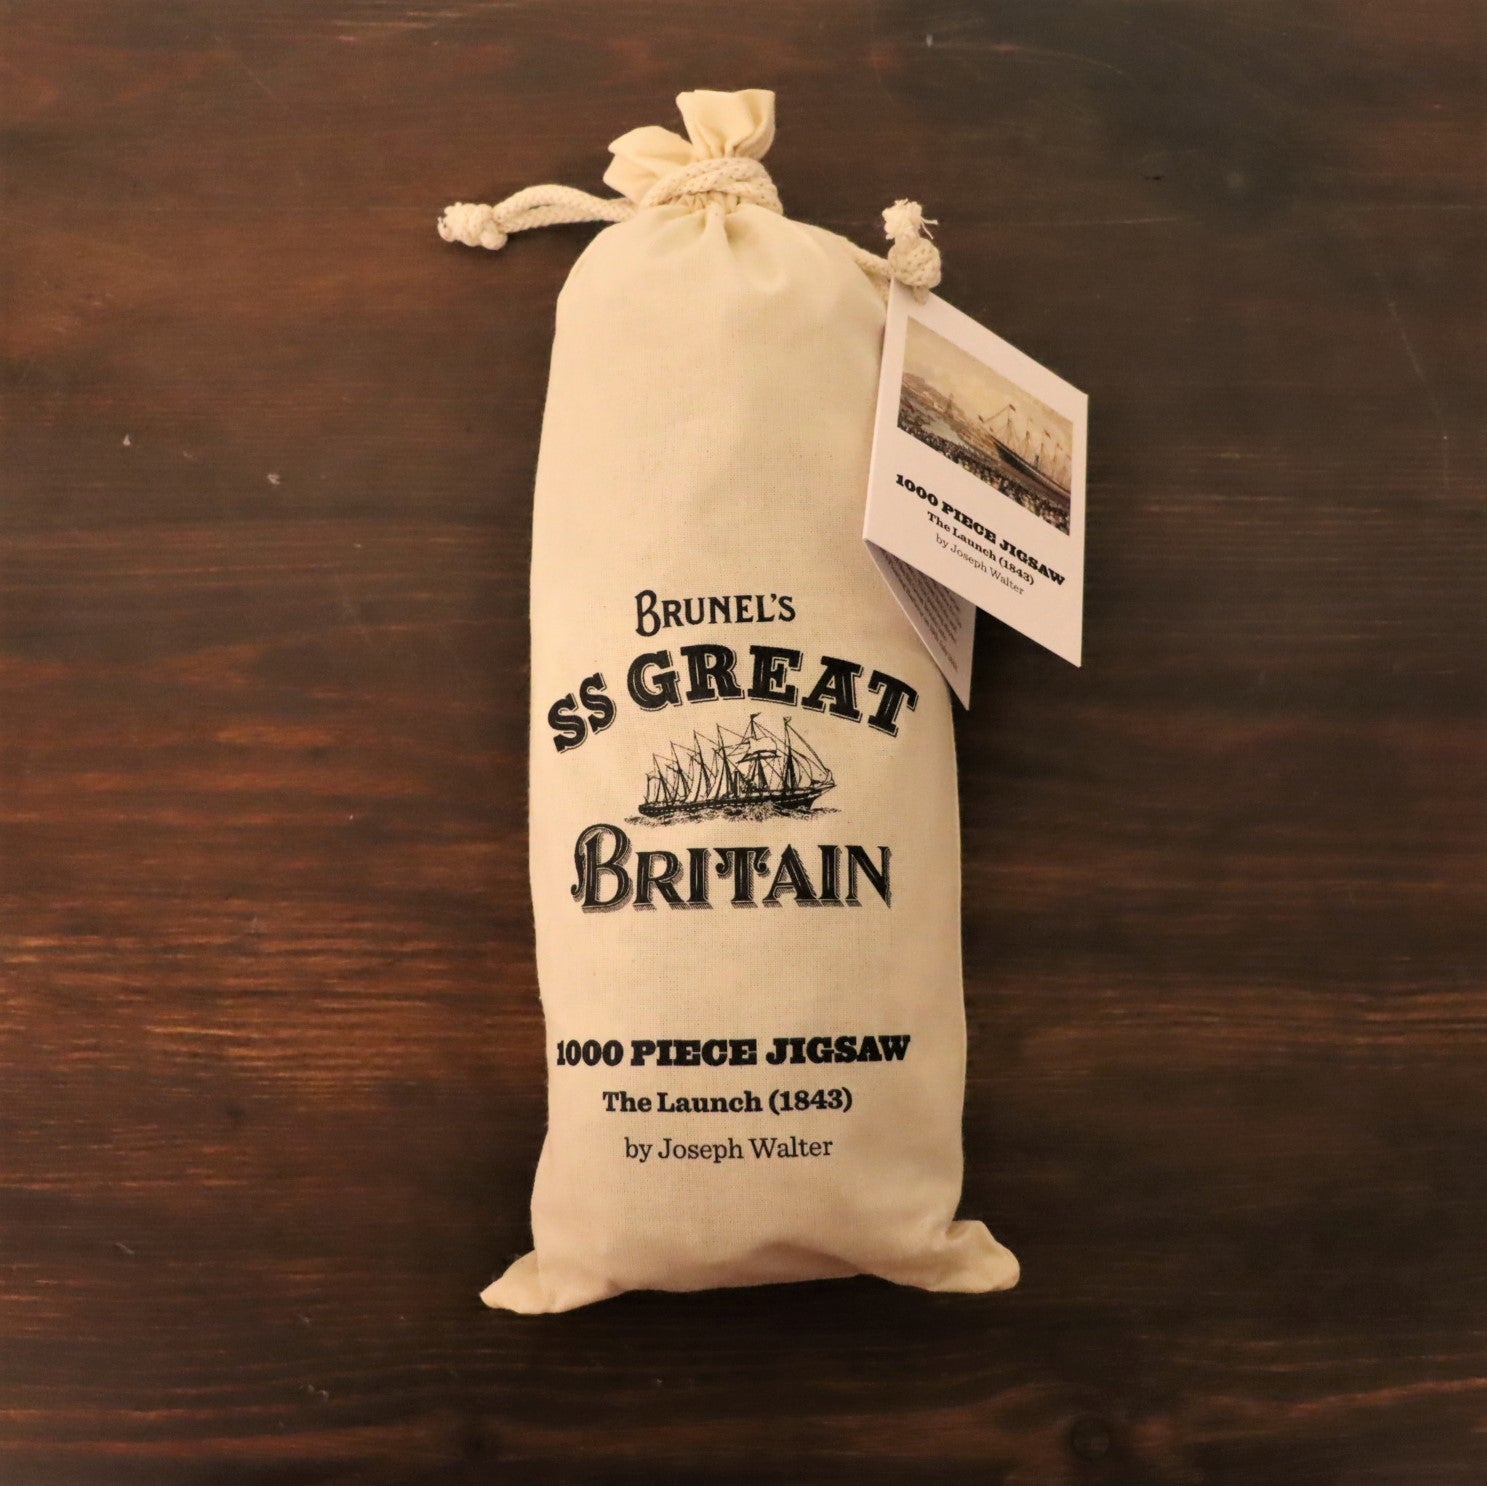 BRUNEL'S
SS GREAT
BRITAIN
1000 PIECE JIGSAW
The Launch (1843)
by Joseph Walter
1000 PIECE JIGSAW
The Launch (1843)
by Joseph Walter